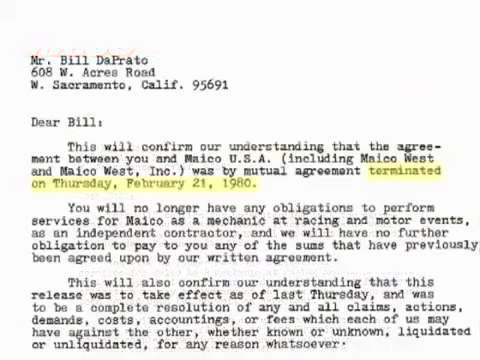 Mr. Bill DaPrato
608 W. Acres Road
W. Sacramento, Calif. 95691
Dear Bill:
This will confirm our understanding that the agree-
ment between you and Maico U.S.A. (including Maico West
and Maico West, Inc.) was by mutual agreement terminated
on Thursday, February 21, 1980.
You will no longer have any obligations to perform
services for Maico as a mechanic at racing and motor events,
as an independent contractor, and we will have no further
obligation to pay to you any of the sums that have previously
been agreed upon by our written agreement.
This will also confirm our understanding that this
release was to take effect as of last Thursday, and was
to be a complete resolution of any and all claims, actions,
demands, costs, accountings, or fees which each of us may
have against the other, whether known or unknown, liquidated
or unliquidated, for any reason whatsoever.